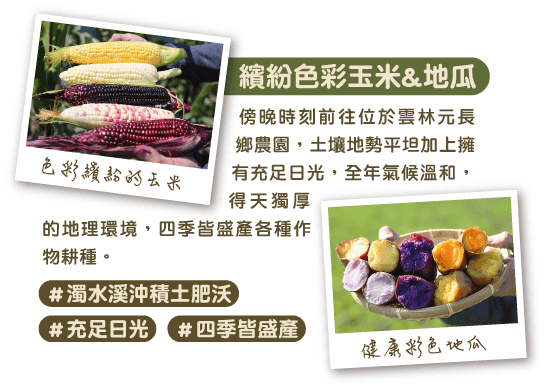 繽紛色彩玉米&地瓜
傍晚時刻前往位於雲林元長
鄉農園，土壤地勢平坦加上擁
有充足日光，全年氣候溫和，
得天獨厚
的地理環境，四季皆盛產各種作
物耕種。
色彩繽紛的玉米
#濁水溪沖積土肥沃
#充足日光 #四季皆盛產
健康彩色地瓜